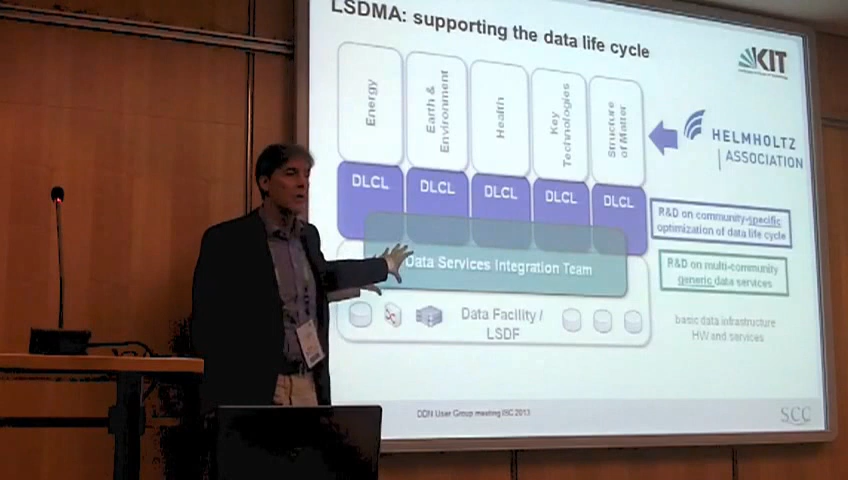 LSDMA: supporting the data life cycle
KIT
Energy
Earth &
Environment
Health
Key
Technologies
Structure
of Matter
HELMHOLTZ
ASSOCIATION
DLCL
DLCL
DLCL
DLCL
DLCL
R&D on community-specific
optimization of data life cycle
Data Services Integration Team
R&D on multi-community
generic data services
Data Facility /
LSDF
basic data infrastructure
HW and services
DDN User Group meeting ISC 2013
SCC